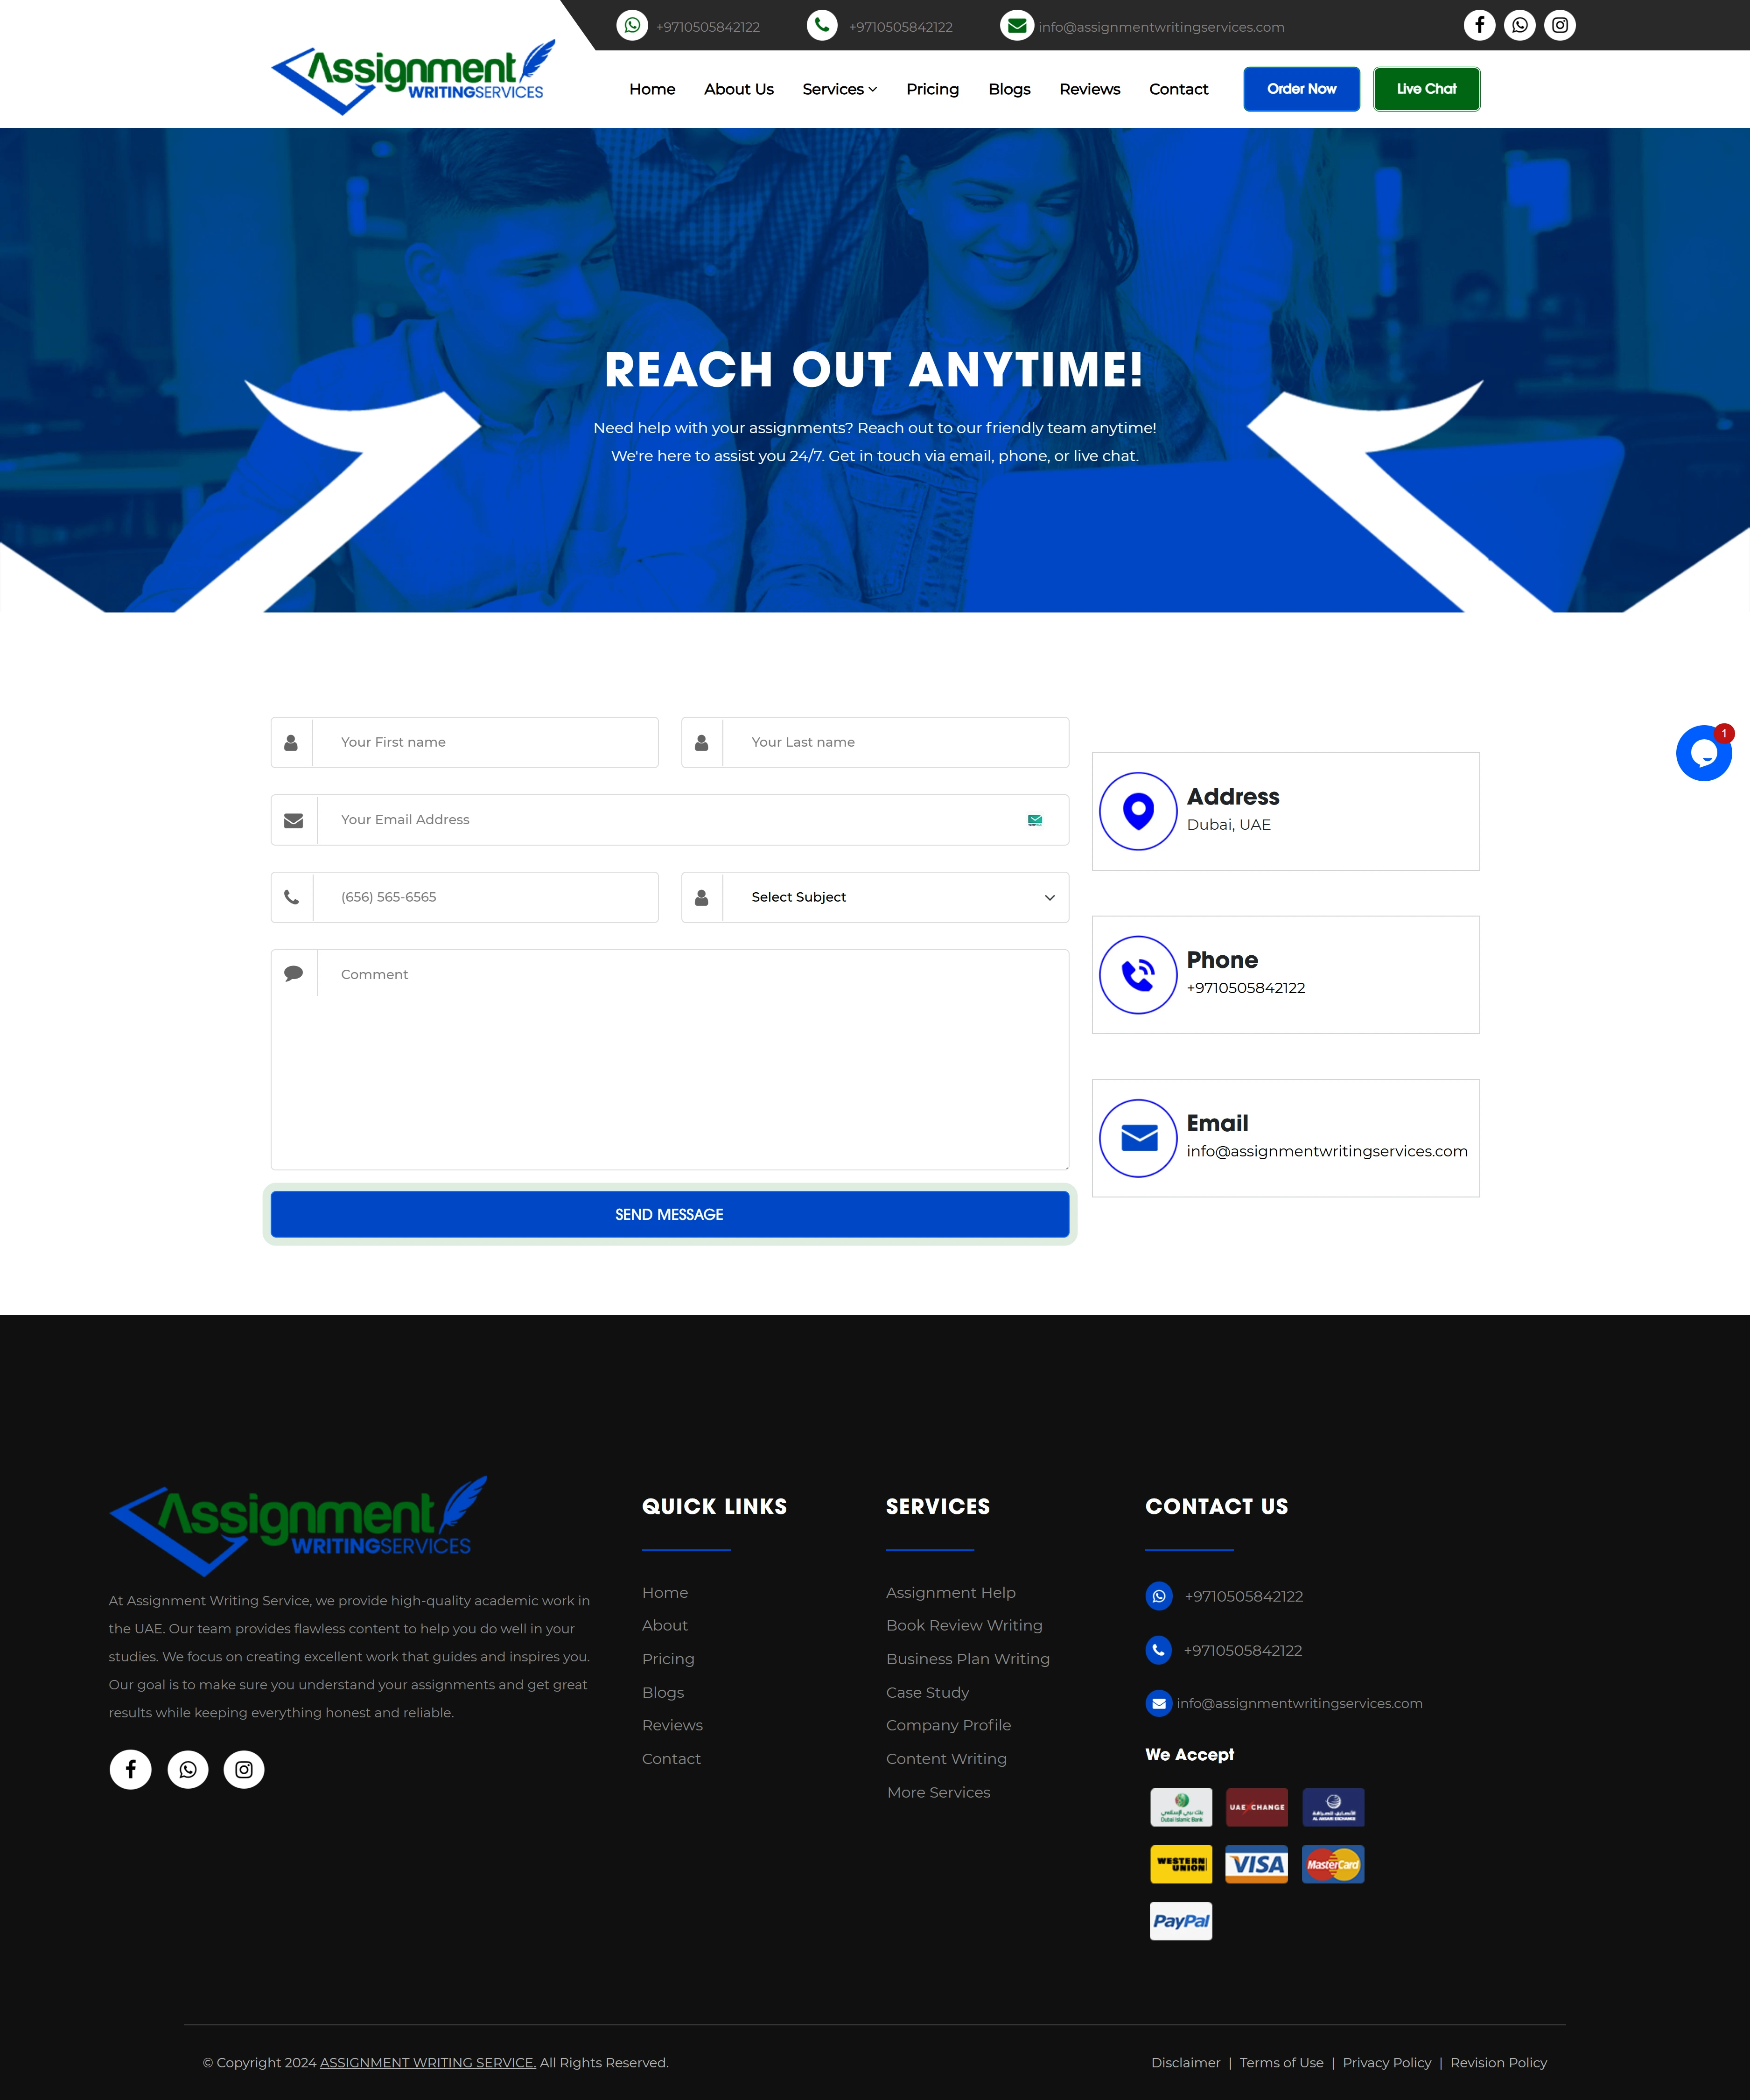 +9710505842122
+9710505842122
info@assignmentwritingservices.com
Assignment
WRITINGSERVICES
Home
About Us
Services
Pricing
Blogs
Reviews
Contact
Order Now
Live Chat
REACH OUT ANYTIME!
Need help with your assignments? Reach out to our friendly team anytime!
We're here to assist you 24/7. Get in touch via email, phone, or live chat.
Your First name
Your Last name
1
Your Email Address
Address
Dubai, UAE
(656) 565-6565
Select Subject
Comment
Phone
+9710505842122
Email
info@assignmentwritingservices.com
SEND MESSAGE
Assignment
WRITINGSERVICES
At Assignment Writing Service, we provide high-quality academic work in
the UAE. Our team provides flawless content to help you do well in your
studies. We focus on creating excellent work that guides and inspires you.
Our goal is to make sure you understand your assignments and get great
results while keeping everything honest and reliable.
QUICK LINKS
Home
About
Pricing
Blogs
Reviews
Contact
SERVICES
Assignment Help
Book Review Writing
Business Plan Writing
Case Study
Company Profile
Content Writing
More Services
CONTACT US
+9710505842122
+9710505842122
info@assignmentwritingservices.com
We Accept
Dubai Islamic Bank
UAE XCHANGE
AL ANSARI EXCHANGE
WESTERN
UNION
VISA
MasterCard
PayPal
© Copyright 2024 ASSIGNMENT WRITING SERVICE. All Rights Reserved.
Disclaimer | Terms of Use | Privacy Policy | Revision Policy